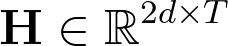 𝐇 ∈ ℝ^{2d×T}